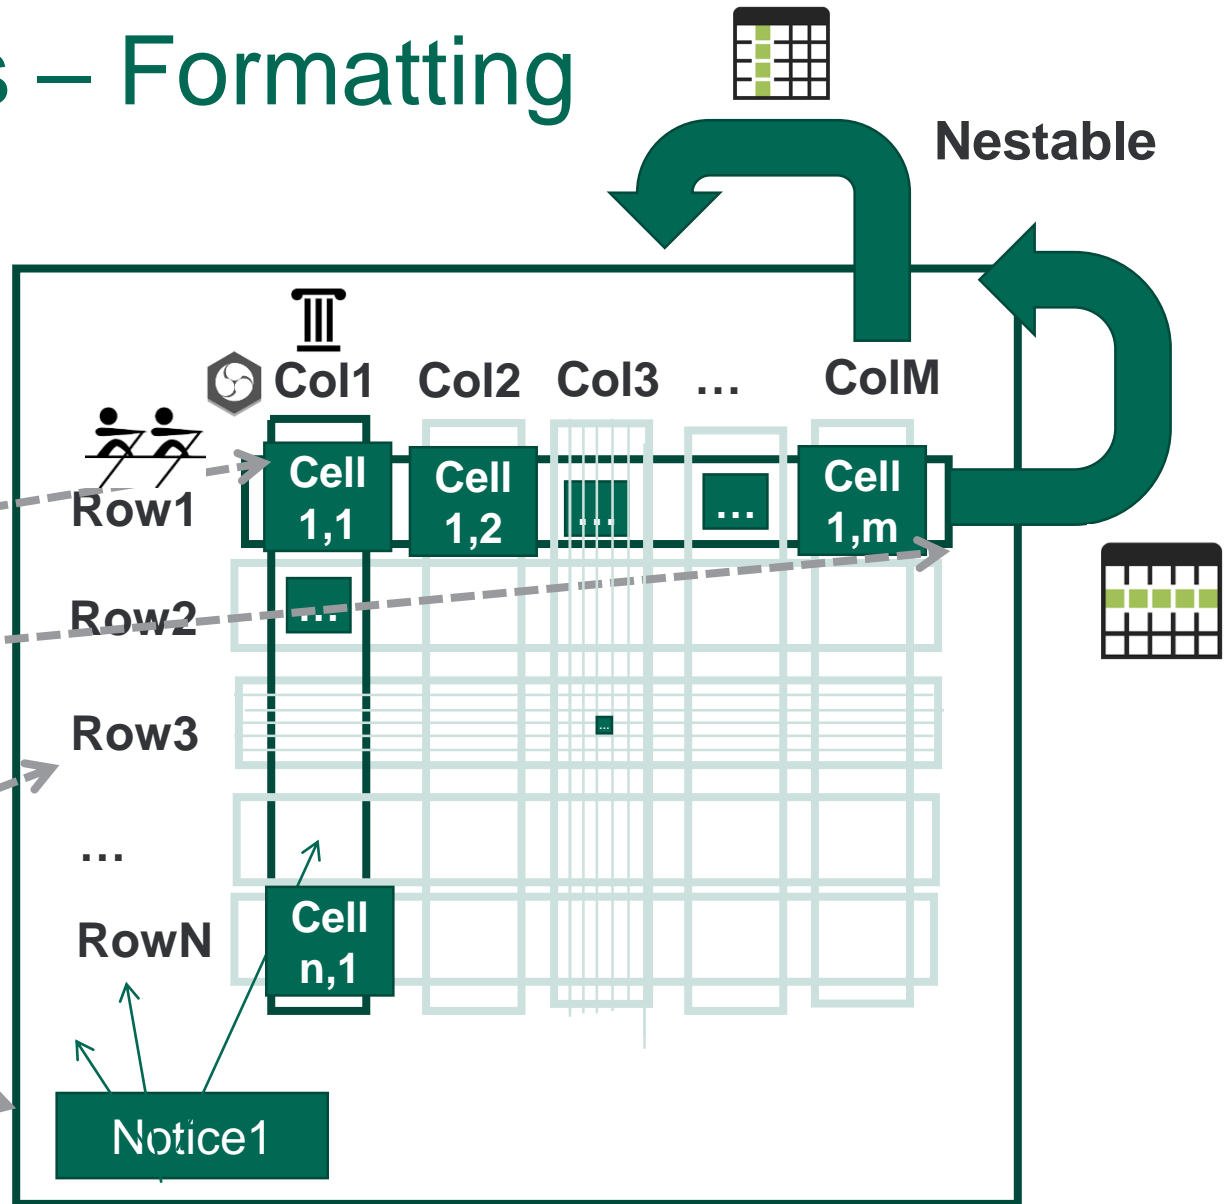 s – Formatting
Nestable
Col1 Col2 Col3 … ColM
Row1
Cell
1,1
Cell
1,2
…
…
Cell
1,m
Row2
…
Row3
…
…
RowN
Cell
n,1
Notice1